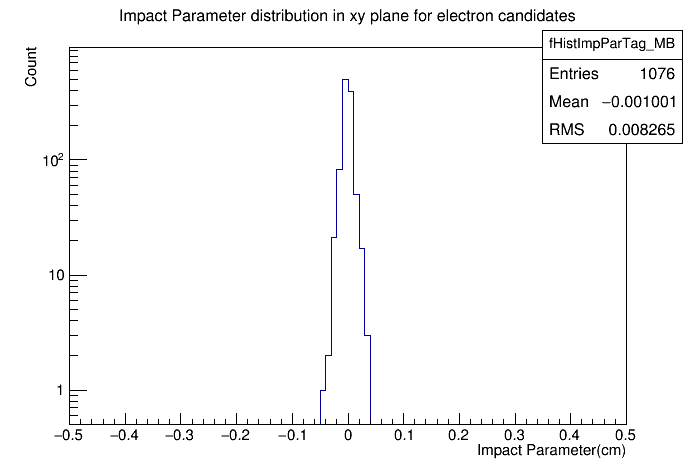 Impact Parameter distribution in xy plane for electron candidates
fHistImpParTag_MB
Entries 1076
Mean −0.001001
RMS 0.008265
Count
10²
10
1
−0.5 −0.4 −0.3 −0.2 −0.1 0 0.1 0.2 0.3 0.4 0.5
Impact Parameter(cm)